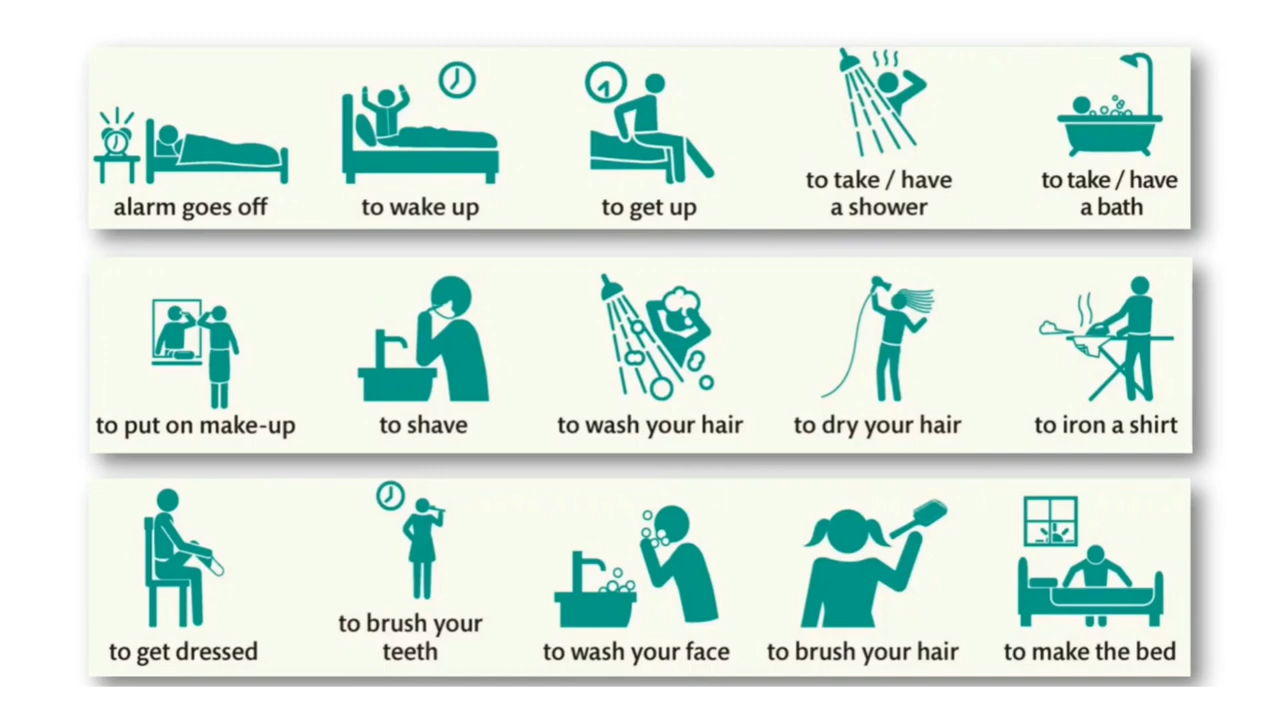 alarm goes off
to wake up
to get up
to take / have
a shower
to take / have
a bath
to put on make-up
to shave
to wash your hair
to dry your hair
to iron a shirt
to get dressed
to brush your
teeth
to wash your face
to brush your hair
to make the bed